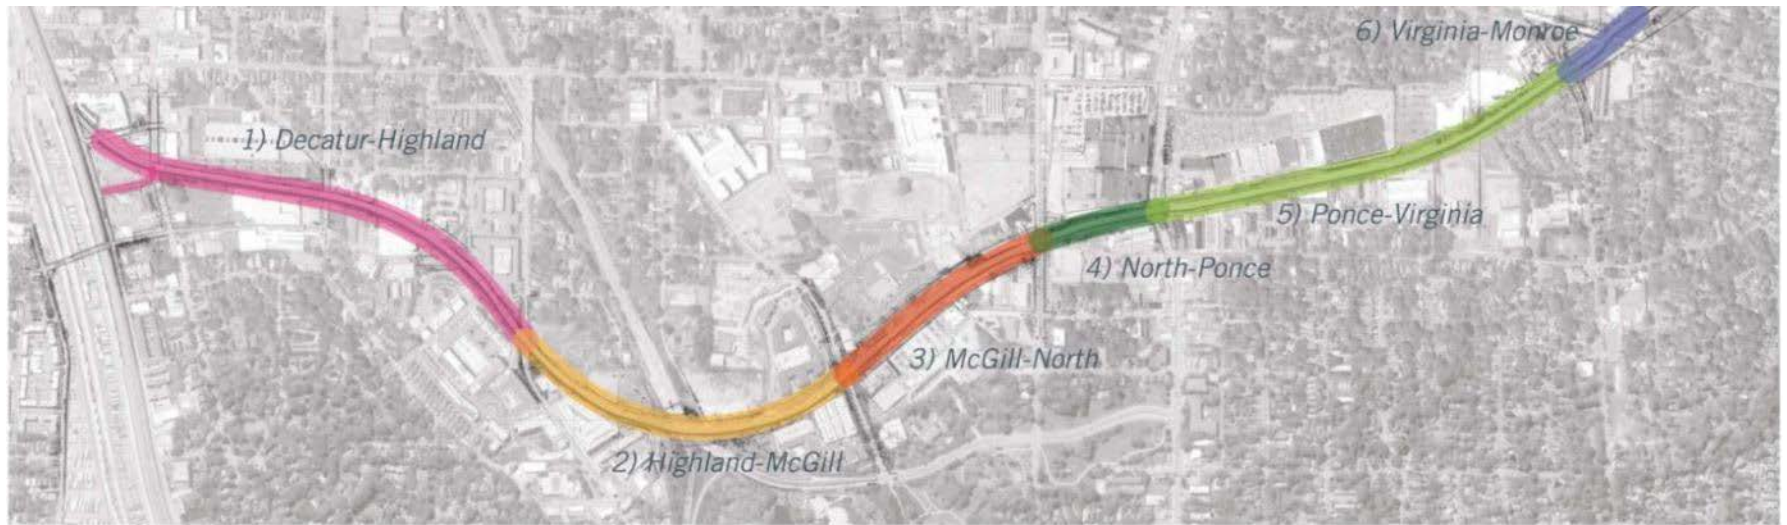 6) Virginia-Monroe
1) Decatur-Highland
5) Ponce-Virginia
4) North-Ponce
3) McGill-North
2) Highland-McGill